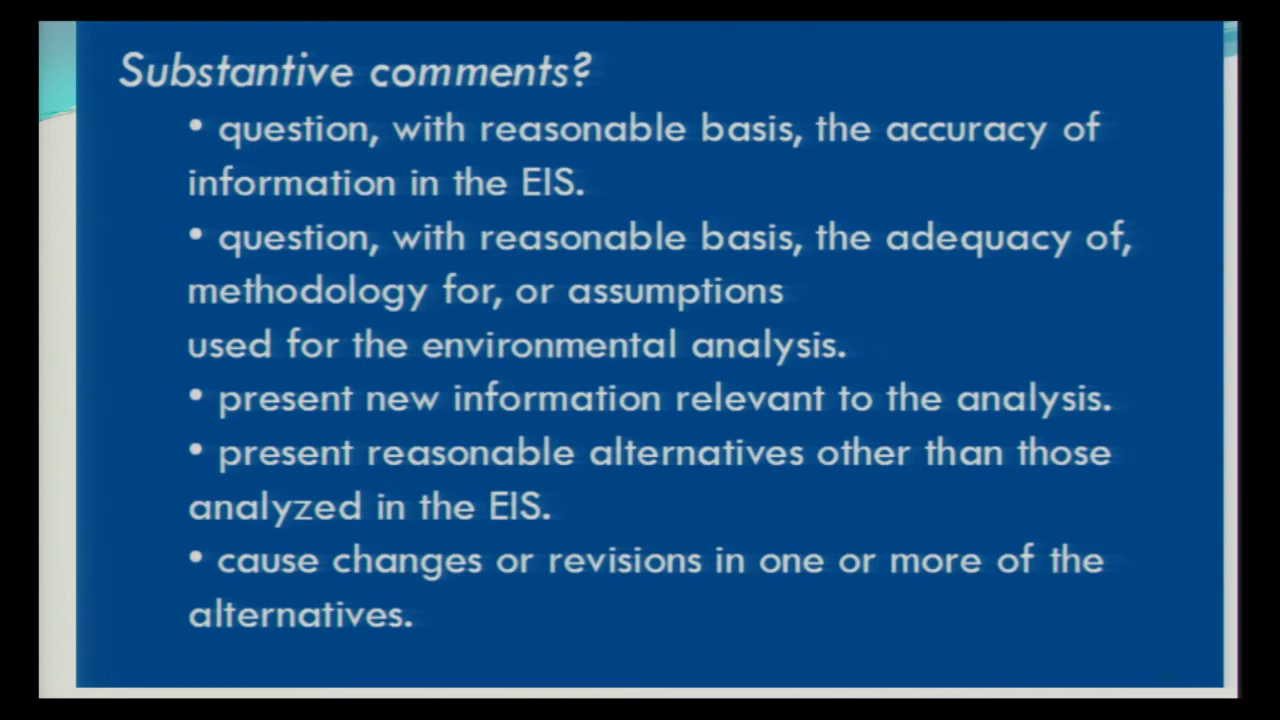 Substantive comments?
• question, with reasonable basis, the accuracy of
information in the EIS.
• question, with reasonable basis, the adequacy of,
methodology for, or assumptions
used for the environmental analysis.
• present new information relevant to the analysis.
• present reasonable alternatives other than those
analyzed in the EIS.
• cause changes or revisions in one or more of the
alternatives.